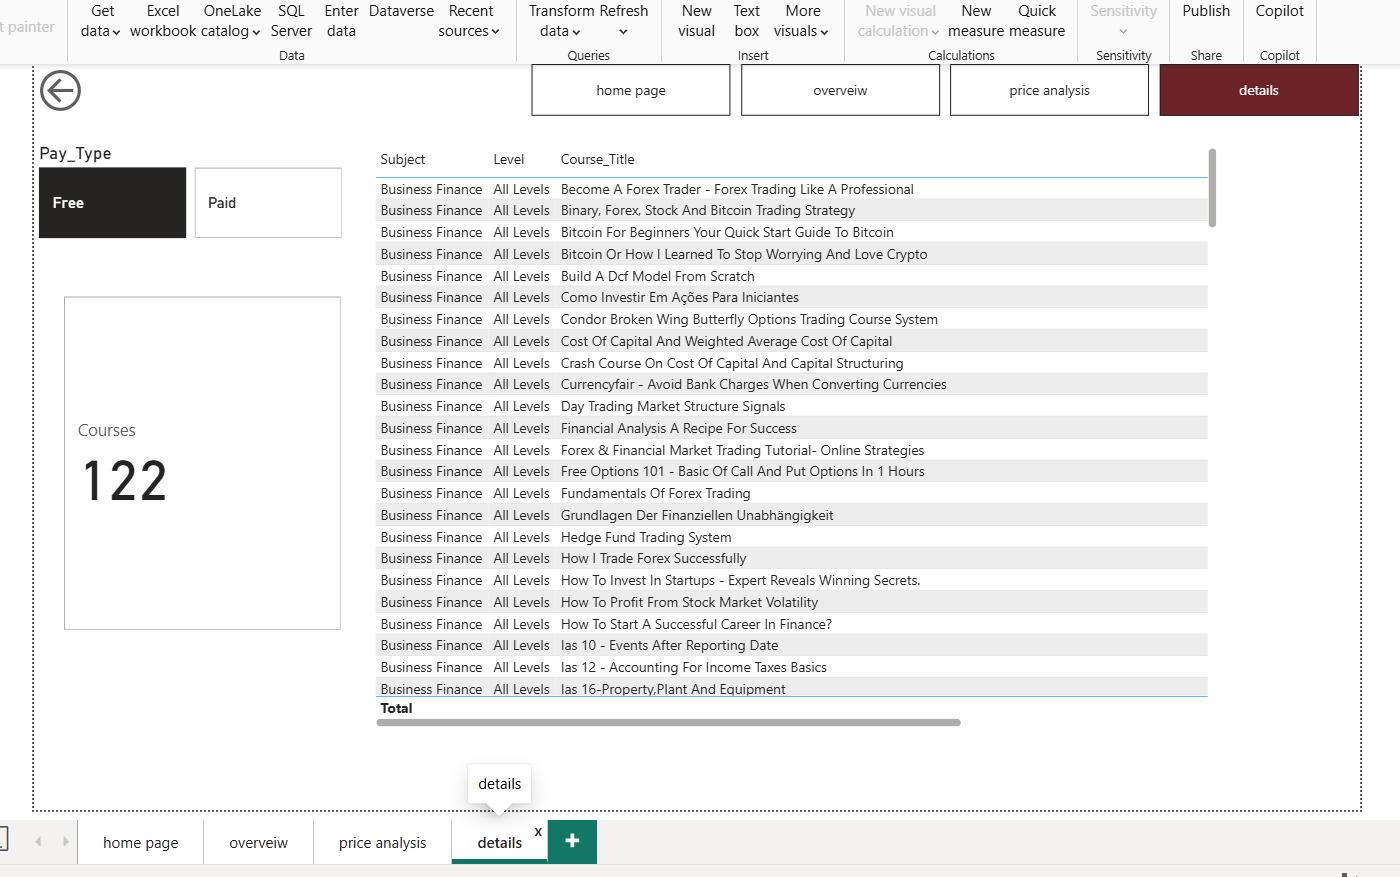 t painter
Get data
Excel workbook
OneLake catalog
SQL Server
Enter data
Dataverse
Recent sources
Data
Transform data
Refresh
Queries
New visual
Text box
More visuals
Insert
New visual calculation
New measure
Quick measure
Calculations
Sensitivity
Sensitivity
Publish
Share
Copilot
Copilot
home page
overveiw
price analysis
details
Pay_Type
Free
Paid
Courses
122
Subject Level Course_Title
Business Finance All Levels Become A Forex Trader - Forex Trading Like A Professional
Business Finance All Levels Binary, Forex, Stock And Bitcoin Trading Strategy
Business Finance All Levels Bitcoin For Beginners Your Quick Start Guide To Bitcoin
Business Finance All Levels Bitcoin Or How I Learned To Stop Worrying And Love Crypto
Business Finance All Levels Build A Dcf Model From Scratch
Business Finance All Levels Como Investir Em Ações Para Iniciantes
Business Finance All Levels Condor Broken Wing Butterfly Options Trading Course System
Business Finance All Levels Cost Of Capital And Weighted Average Cost Of Capital
Business Finance All Levels Crash Course On Cost Of Capital And Capital Structuring
Business Finance All Levels Currencyfair - Avoid Bank Charges When Converting Currencies
Business Finance All Levels Day Trading Market Structure Signals
Business Finance All Levels Financial Analysis A Recipe For Success
Business Finance All Levels Forex & Financial Market Trading Tutorial- Online Strategies
Business Finance All Levels Free Options 101 - Basic Of Call And Put Options In 1 Hours
Business Finance All Levels Fundamentals Of Forex Trading
Business Finance All Levels Grundlagen Der Finanziellen Unabhängigkeit
Business Finance All Levels Hedge Fund Trading System
Business Finance All Levels How I Trade Forex Successfully
Business Finance All Levels How To Invest In Startups - Expert Reveals Winning Secrets.
Business Finance All Levels How To Profit From Stock Market Volatility
Business Finance All Levels How To Start A Successful Career In Finance?
Business Finance All Levels Ias 10 - Events After Reporting Date
Business Finance All Levels Ias 12 - Accounting For Income Taxes Basics
Business Finance All Levels Ias 16-Property,Plant And Equipment
Total
details
home page
overveiw
price analysis
details x